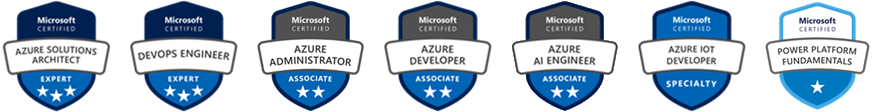 Microsoft
CERTIFIED
AZURE SOLUTIONS
ARCHITECT
EXPERT
Microsoft
CERTIFIED
DEVOPS ENGINEER
EXPERT
Microsoft
CERTIFIED
AZURE
ADMINISTRATOR
ASSOCIATE
Microsoft
CERTIFIED
AZURE
DEVELOPER
ASSOCIATE
Microsoft
CERTIFIED
AZURE
AI ENGINEER
ASSOCIATE
Microsoft
CERTIFIED
AZURE IOT
DEVELOPER
SPECIALTY
Microsoft
CERTIFIED
POWER PLATFORM
FUNDAMENTALS